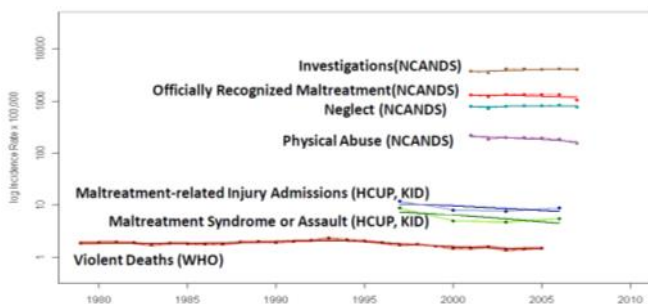 10000
1000
100
10
1
log Incidence Rate x 100,000
Investigations(NCANDS)
Officially Recognized Maltreatment(NCANDS)
Neglect (NCANDS)
Physical Abuse (NCANDS)
Maltreatment-related Injury Admissions (HCUP, KID)
Maltreatment Syndrome or Assault (HCUP, KID)
Violent Deaths (WHO)
1980 1985 1990 1995 2000 2005 2010